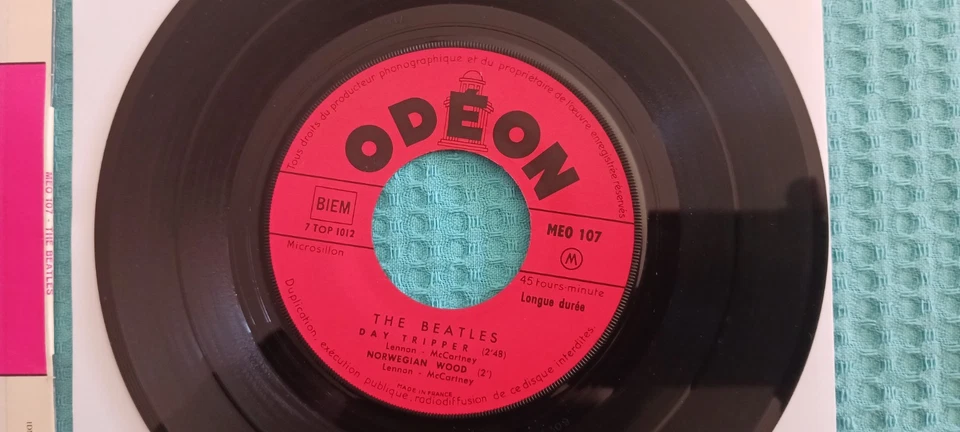 Tous droits du producteur phonographique et du propriétaire de l'œuvre enregistrée réservés
ODÉON
BIEM
7 TOP 1012
MEO 107
M
Microsillon
45 tours-minute
Longue durée
THE BEATLES
DAY TRIPPER (2'48)
Lennon - McCartney
NORWEGIAN WOOD (2')
Lennon - McCartney
MADE IN FRANCE
Duplication, exécution publique, radiodiffusion de ce disque interdites.
MEO 107 - THE BEATLES